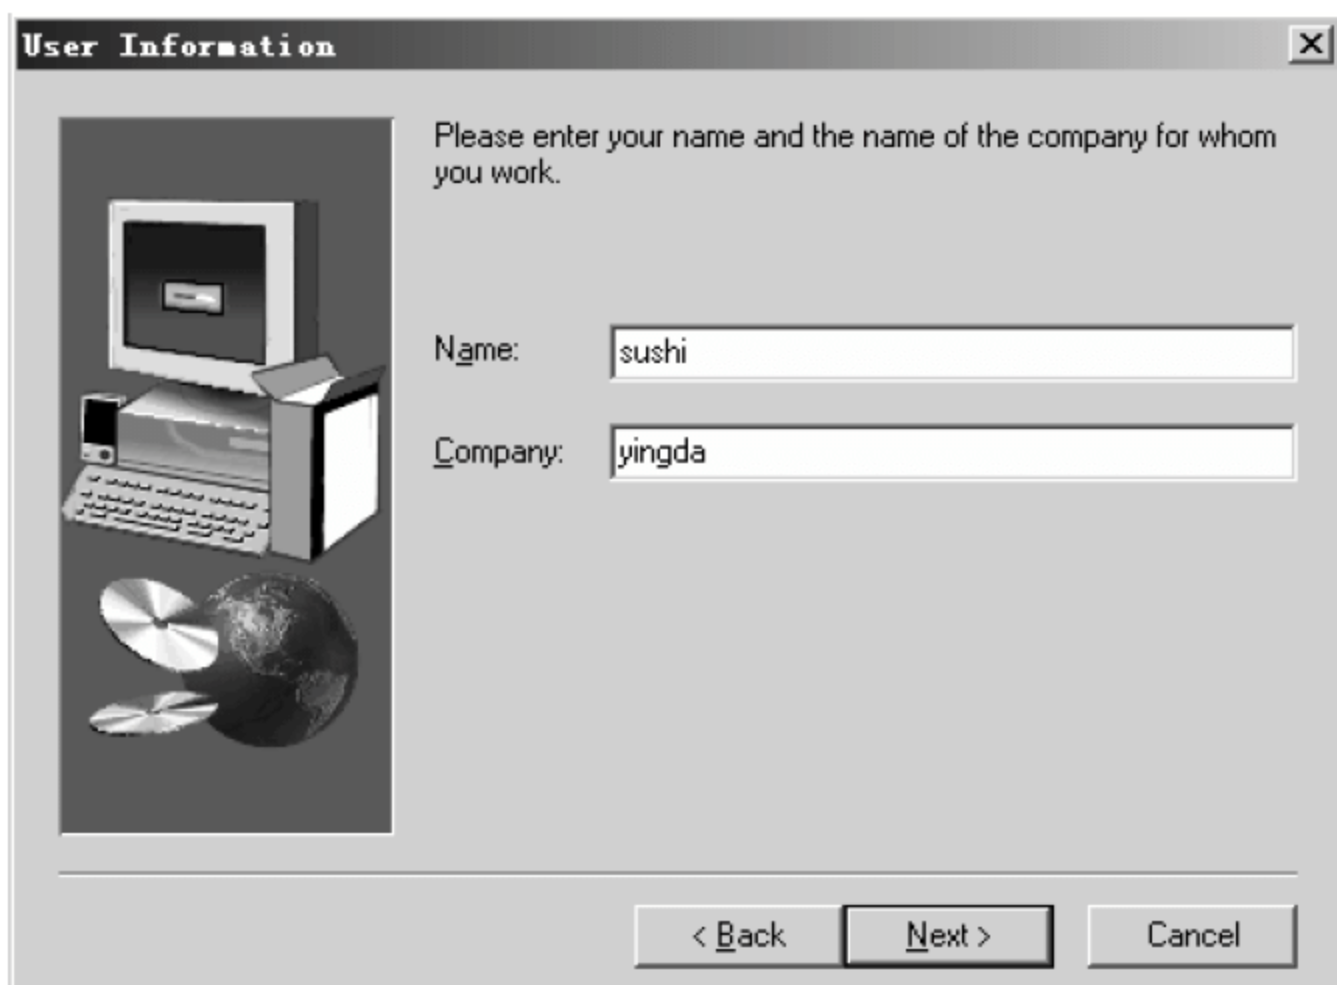 User Information
Please enter your name and the name of the company for whom
you work.
Name: sushi
Company: yingda
< Back Next > Cancel